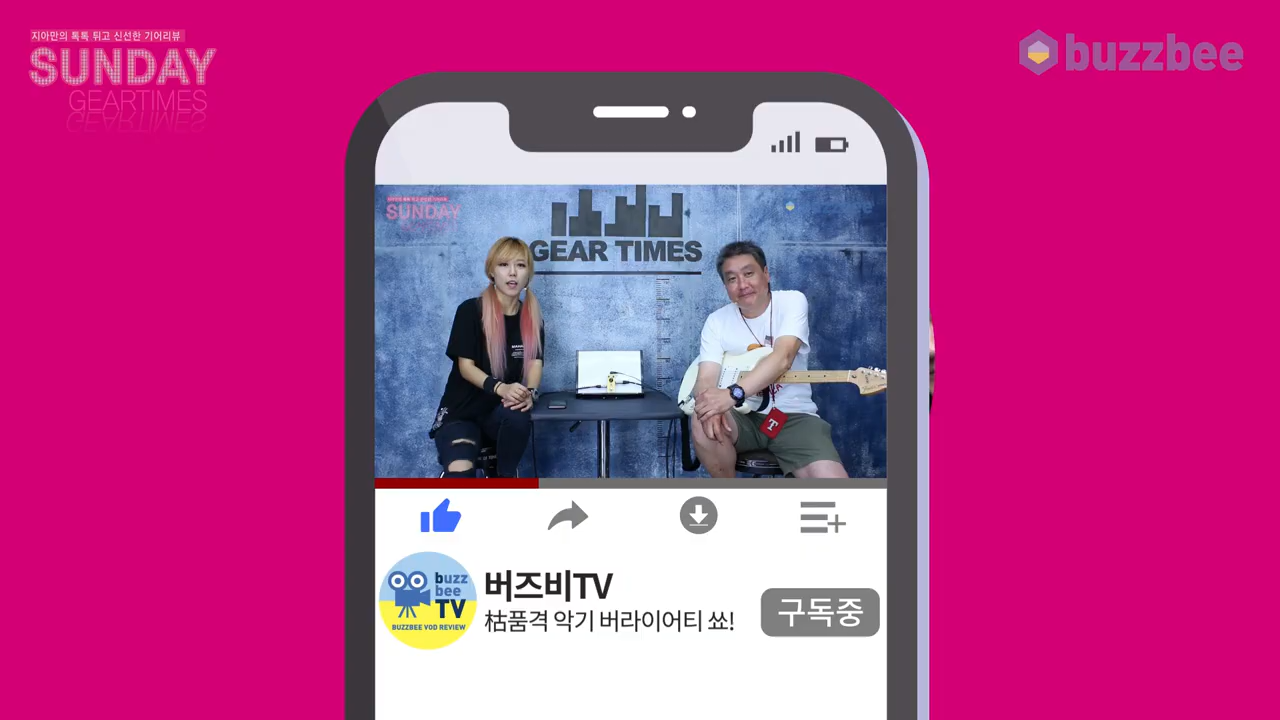 지아만의 톡톡 튀고 신선한 기어리뷰
SUNDAY
GEARTIMES
buzzbee
SUNDAY
GEAR TIMES
T
buzz
bee
TV
BUZZBEE VOD REVIEW
버즈비TV
枯품격 악기 버라이어티 쑈!
구독중